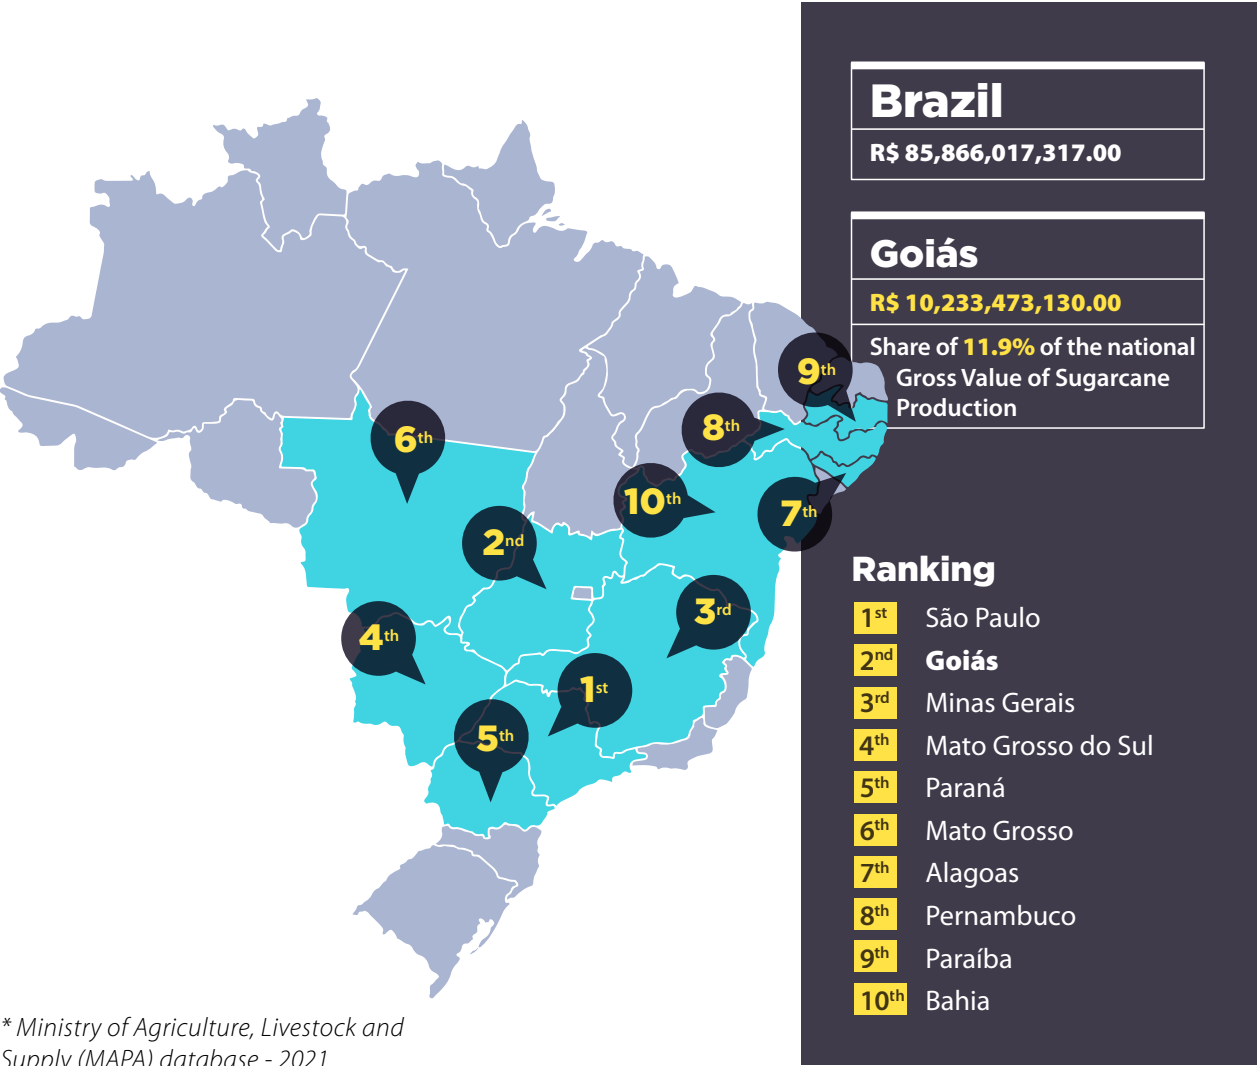 Brazil
R$ 85,866,017,317.00
Goiás
R$ 10,233,473,130.00
Share of 11.9% of the national
Gross Value of Sugarcane
Production
9th
8th
6th
10th
7th
2nd
3rd
4th
1st
5th
Ranking
1st São Paulo
2nd Goiás
3rd Minas Gerais
4th Mato Grosso do Sul
5th Paraná
6th Mato Grosso
7th Alagoas
8th Pernambuco
9th Paraíba
10th Bahia
* Ministry of Agriculture, Livestock and
Supply (MAPA) database - 2021